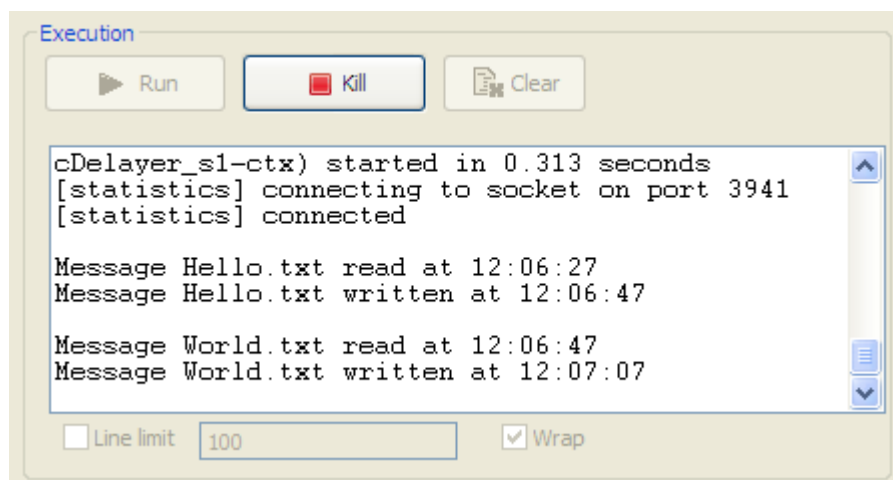 Execution
Run
Kill
Clear
cDelayer_s1-ctx) started in 0.313 seconds
[statistics] connecting to socket on port 3941
[statistics] connected
Message Hello.txt read at 12:06:27
Message Hello.txt written at 12:06:47
Message World.txt read at 12:06:47
Message World.txt written at 12:07:07
Line limit
100
Wrap